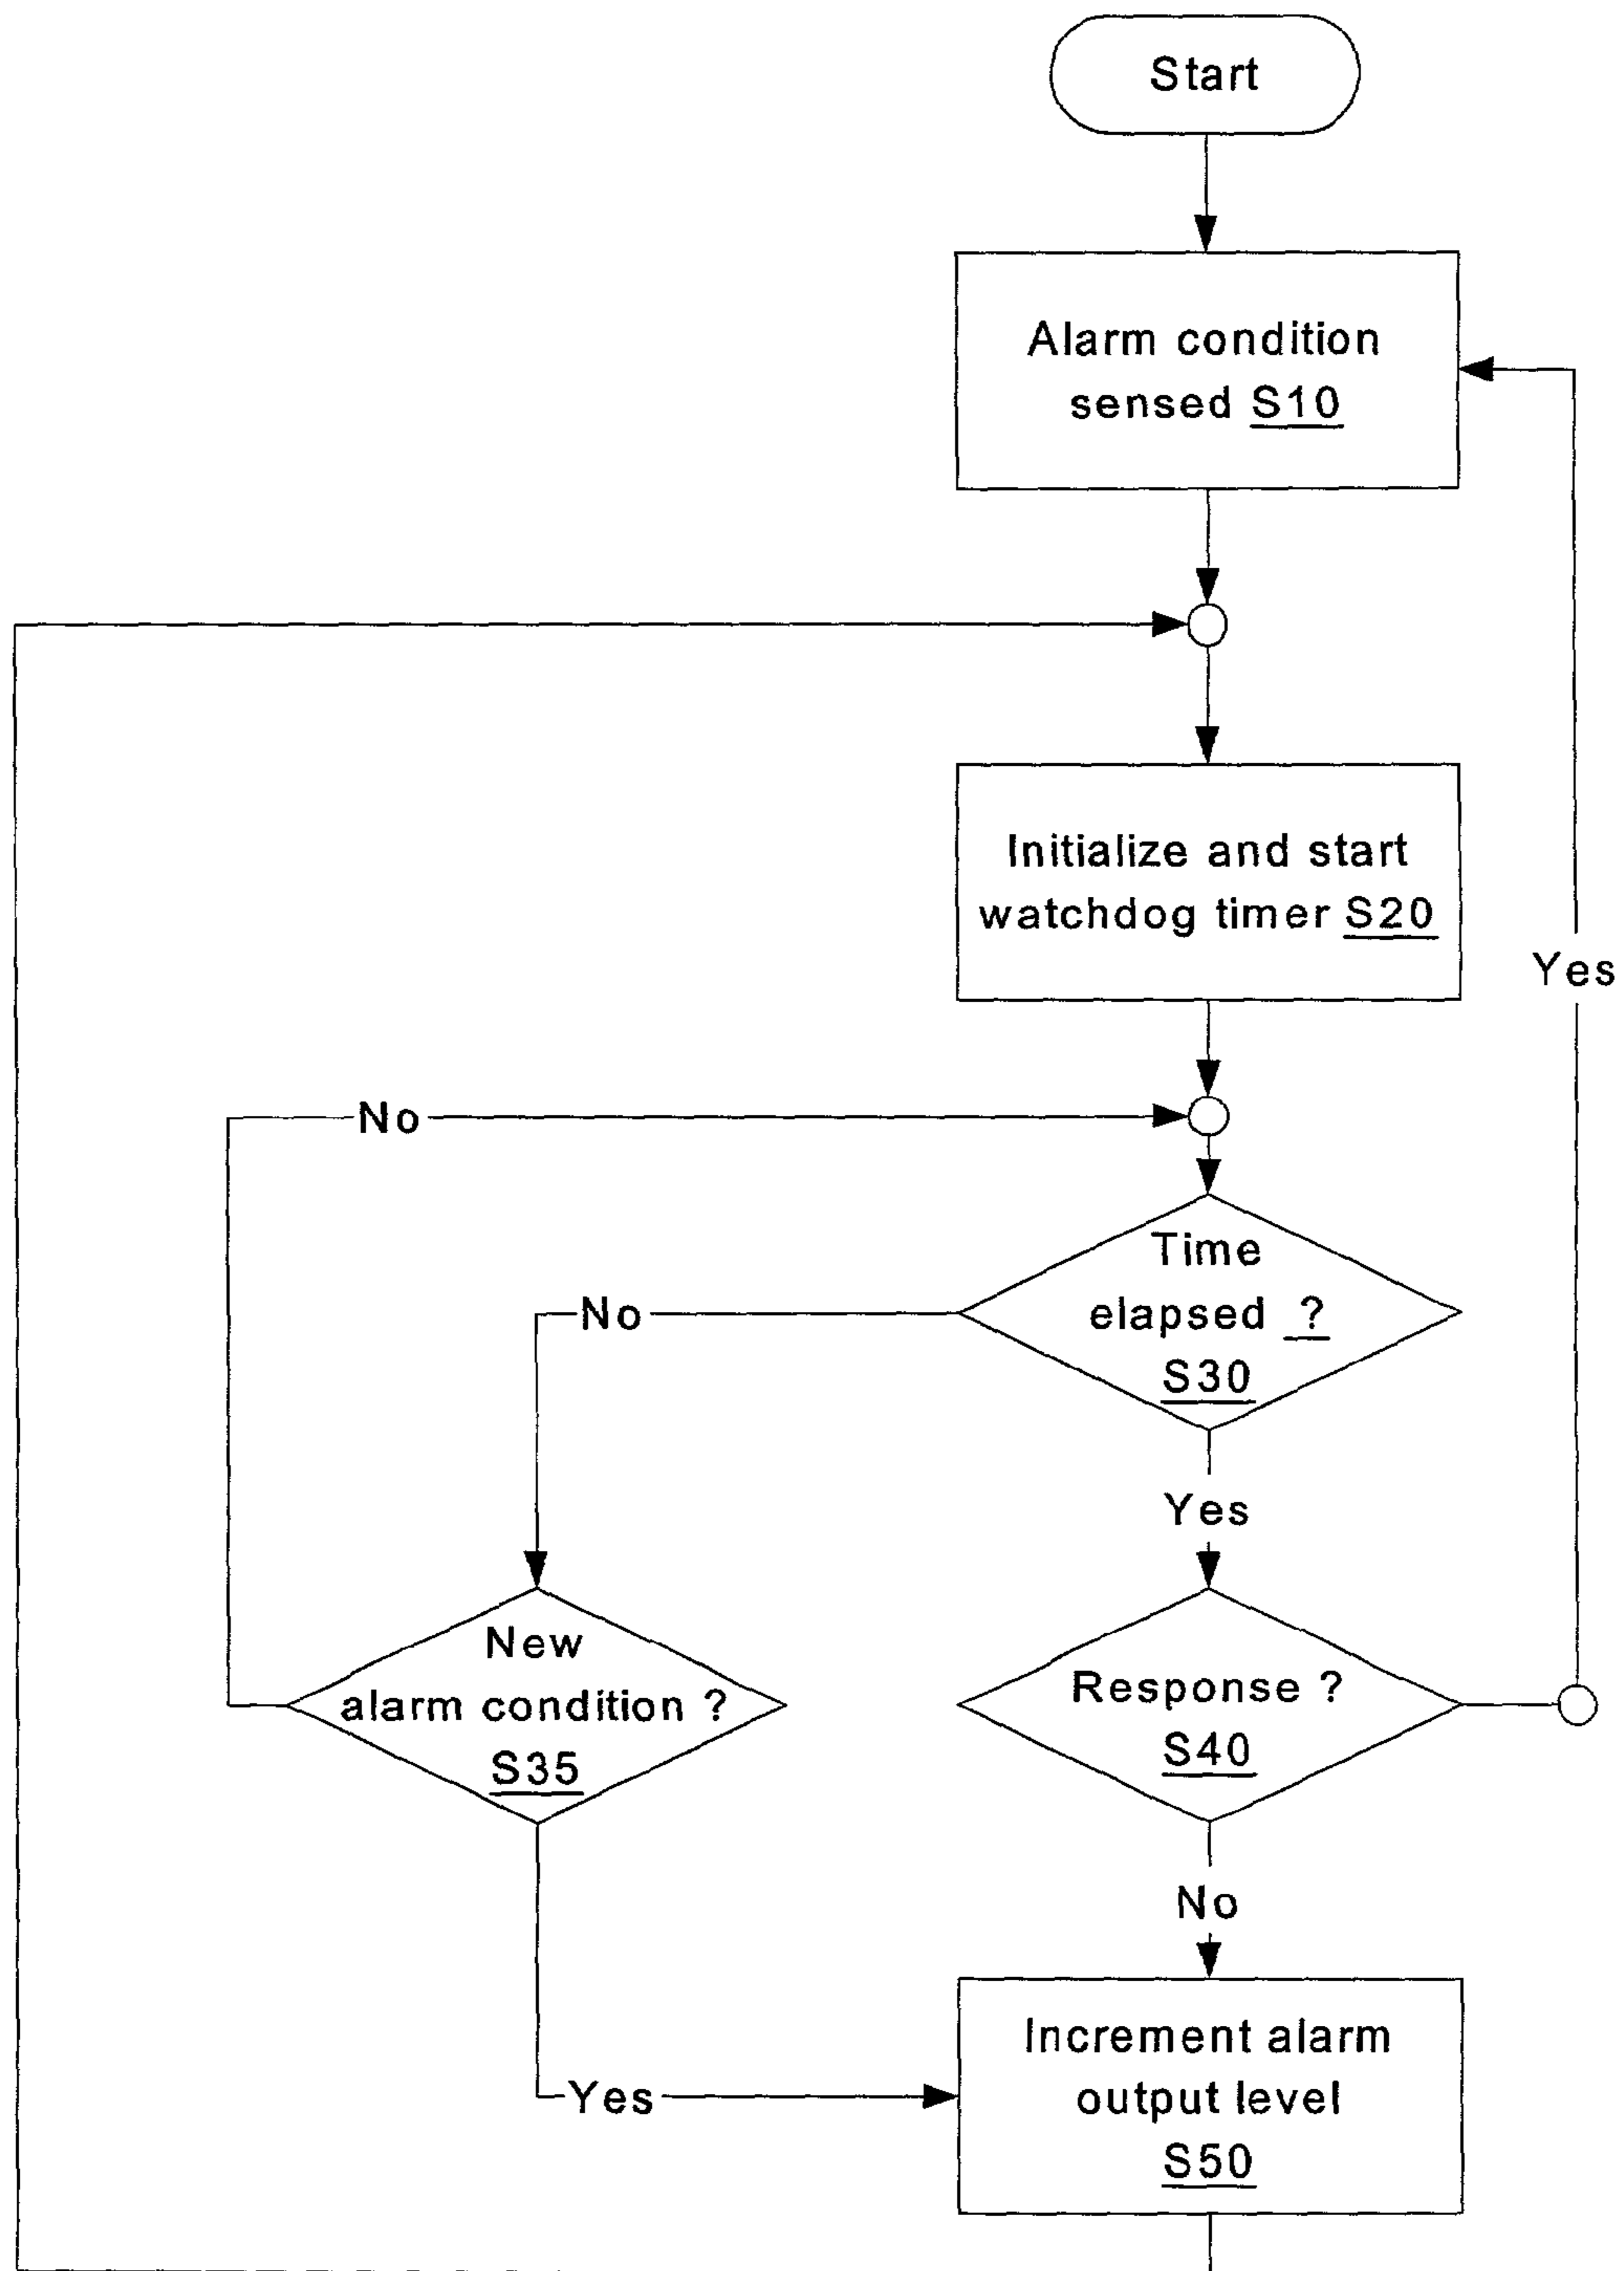 Start
Alarm condition
sensed S10
Initialize and start
watchdog timer S20
Yes
No
Time
elapsed ?
S30
No
Yes
New
alarm condition ?
S35
Response ?
S40
No
Yes
Increment alarm
output level
S50